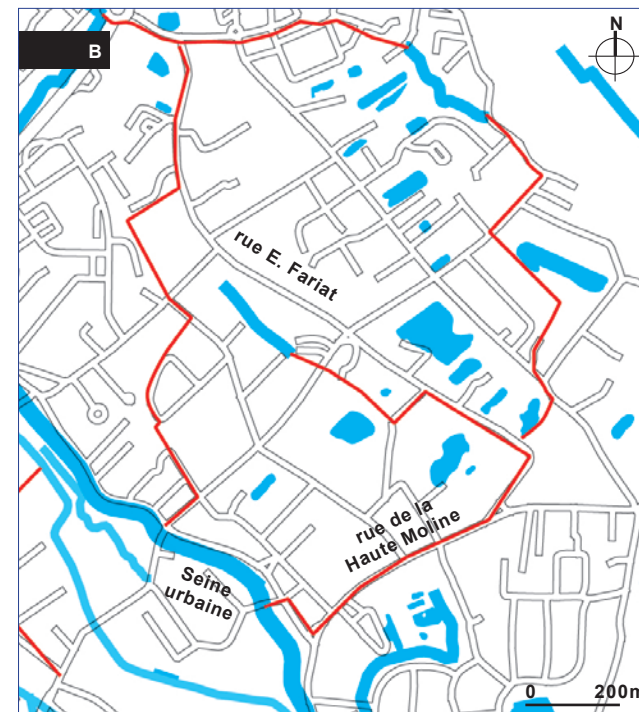 B
N
rue E. Fariat
rue de la
Haute Moline
Seine
urbaine
0 200m